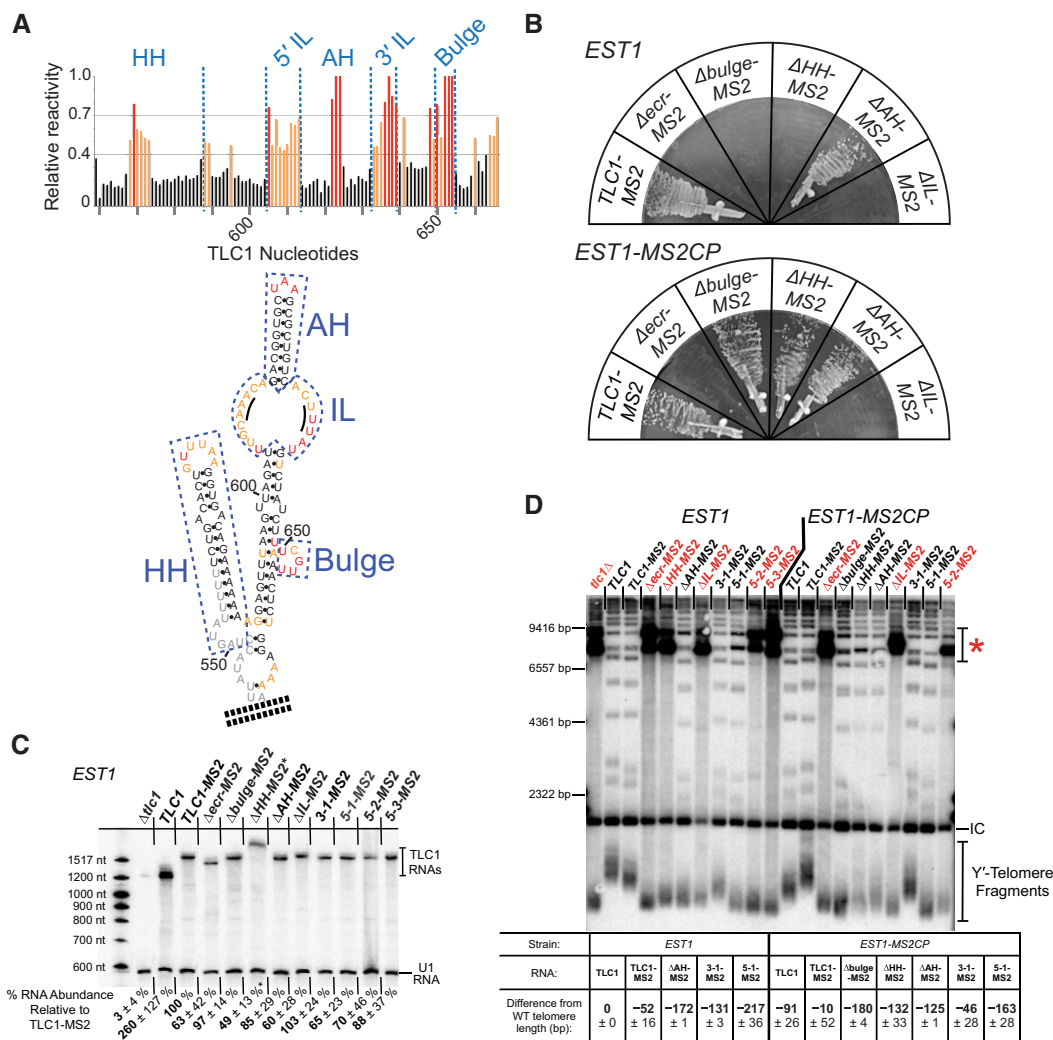 A
HH
5′ IL
AH
3′ IL
Bulge
Relative reactivity
1.0
0.7
0.4
0
600
650
TLC1 Nucleotides
AH
IL
HH
Bulge
600
650
550
B
EST1
TLC1-MS2
Δecr-MS2
Δbulge-MS2
ΔHH-MS2
ΔAH-MS2
ΔIL-MS2
EST1-MS2CP
TLC1-MS2
Δecr-MS2
Δbulge-MS2
ΔHH-MS2
ΔAH-MS2
ΔIL-MS2
C
EST1
Δtlc1
TLC1
TLC1-MS2
Δecr-MS2
Δbulge-MS2
ΔHH-MS2*
ΔAH-MS2
ΔIL-MS2
3-1-MS2
5-1-MS2
5-2-MS2
5-3-MS2
1517 nt
1200 nt
1000 nt
900 nt
800 nt
700 nt
600 nt
TLC1 RNAs
U1 RNA
% RNA Abundance Relative to TLC1-MS2
3 ± 4 %
260 ± 127 %
100 %
63 ± 42 %
97 ± 14 %
49 ± 13 %*
85 ± 29 %
60 ± 28 %
103 ± 24 %
65 ± 23 %
70 ± 46 %
88 ± 37 %
D
EST1
EST1-MS2CP
tlc1Δ
TLC1
TLC1-MS2
Δecr-MS2
ΔHH-MS2
ΔAH-MS2
ΔIL-MS2
3-1-MS2
5-1-MS2
5-2-MS2
5-3-MS2
TLC1
TLC1-MS2
Δecr-MS2
Δbulge-MS2
ΔHH-MS2
ΔAH-MS2
ΔIL-MS2
3-1-MS2
5-1-MS2
5-2-MS2
9416 bp
6557 bp
4361 bp
2322 bp
*
IC
Y′-Telomere Fragments
Strain: EST1 EST1-MS2CP
RNA: TLC1 TLC1-MS2 ΔAH-MS2 3-1-MS2 5-1-MS2 TLC1 TLC1-MS2 Δbulge-MS2 ΔHH-MS2 ΔAH-MS2 3-1-MS2 5-1-MS2
Difference from WT telomere length (bp): 0 ± 0 −52 ± 16 −172 ± 1 −131 ± 3 −217 ± 36 −91 ± 26 −10 ± 52 −180 ± 4 −132 ± 33 −125 ± 1 −46 ± 28 −163 ± 28